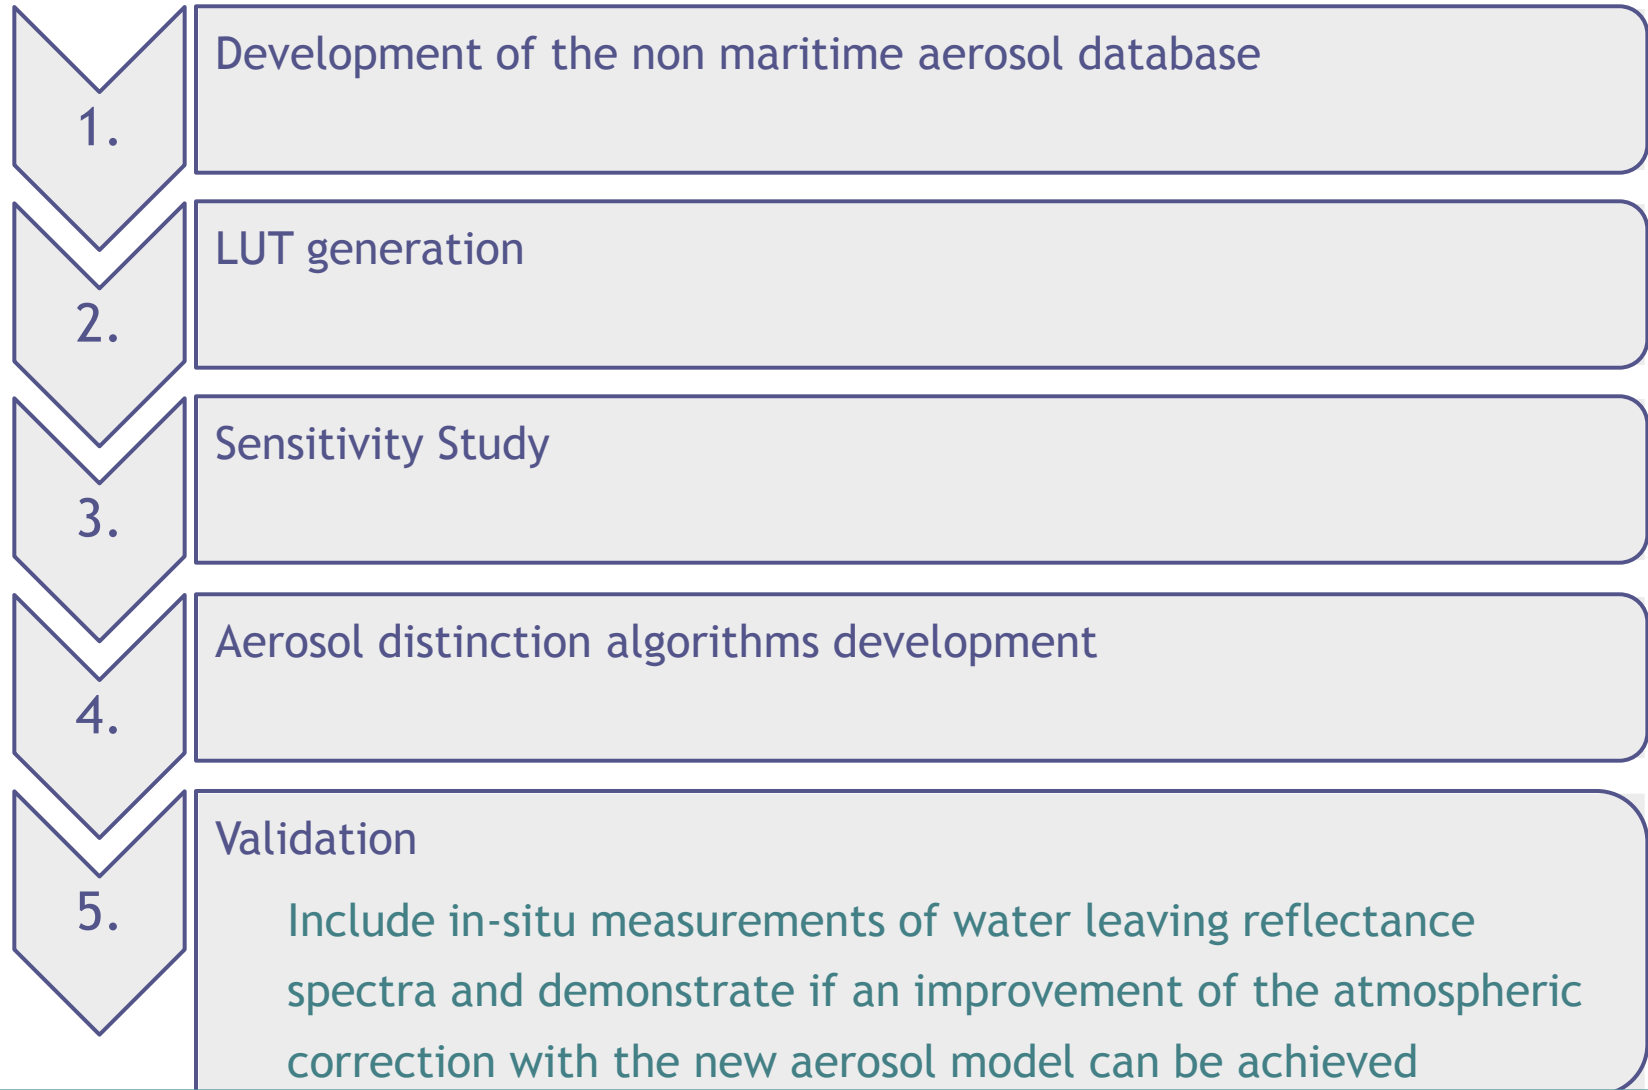 1.
Development of the non maritime aerosol database
2.
LUT generation
3.
Sensitivity Study
4.
Aerosol distinction algorithms development
5.
Validation
Include in-situ measurements of water leaving reflectance
spectra and demonstrate if an improvement of the atmospheric
correction with the new aerosol model can be achieved